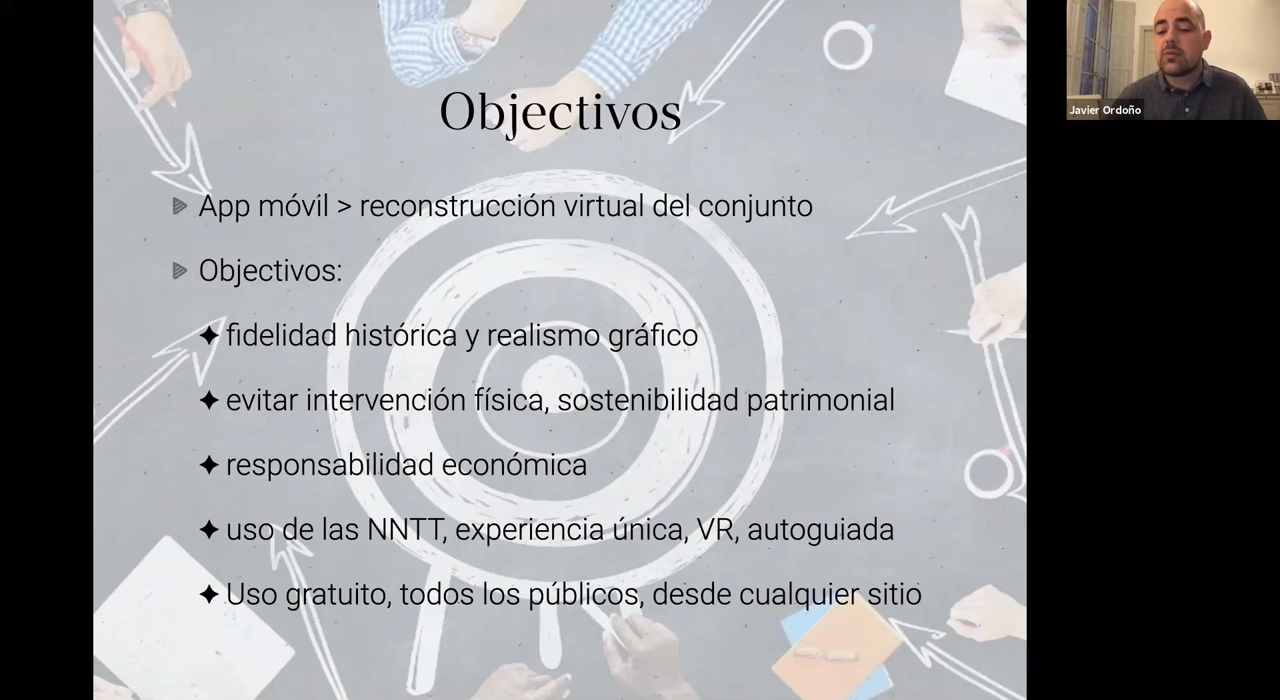 Objectivos
App móvil > reconstrucción virtual del conjunto
Objectivos:
fidelidad histórica y realismo gráfico
evitar intervención física, sostenibilidad patrimonial
responsabilidad económica
uso de las NNTT, experiencia única, VR, autoguiada
Uso gratuito, todos los públicos, desde cualquier sitio
Javier Ordoño